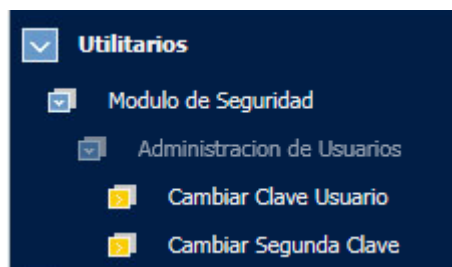 Utilitarios
Modulo de Seguridad
Administracion de Usuarios
Cambiar Clave Usuario
Cambiar Segunda Clave